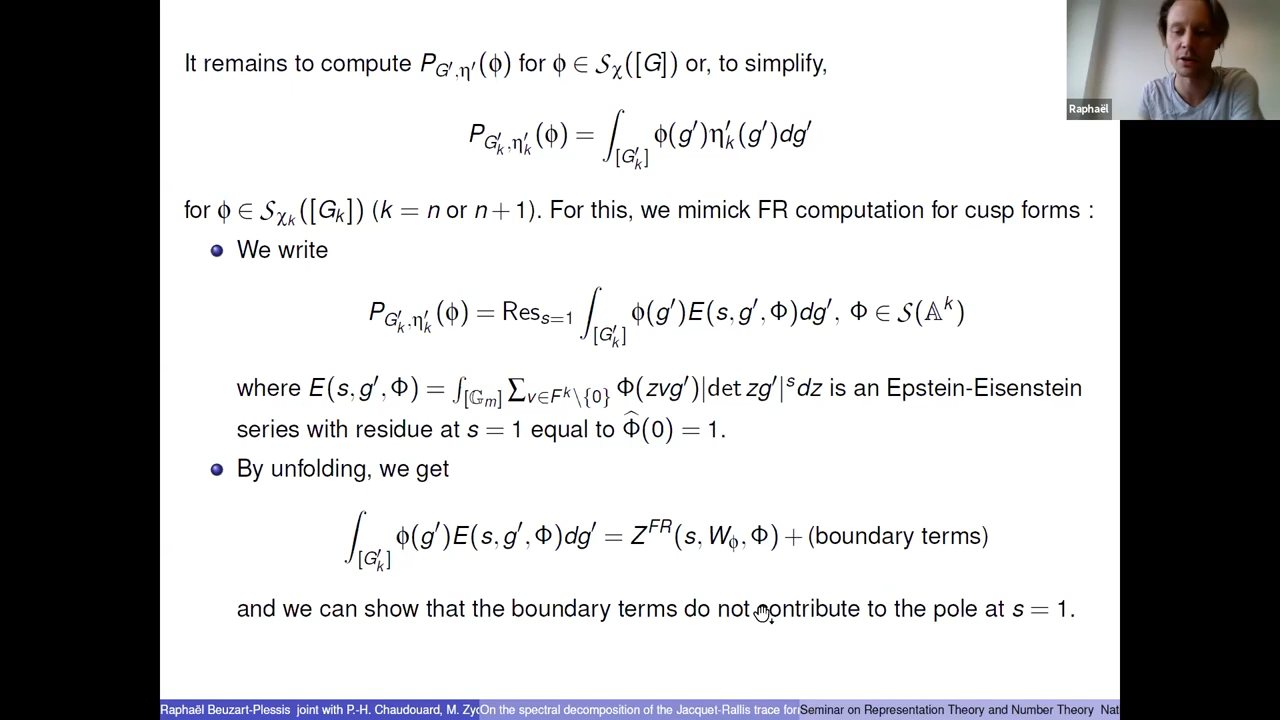 It remains to compute P_{G′,η′}(ϕ) for ϕ ∈ 𝒮_χ([G]) or, to simplify,
P_{G′_k,η′_k}(ϕ) = ∫_{[G′_k]} ϕ(g′)η′_k(g′)dg′
for ϕ ∈ 𝒮_{χ_k}([G_k]) (k = n or n+1). For this, we mimick FR computation for cusp forms :
We write
P_{G′_k,η′_k}(ϕ) = Res_{s=1} ∫_{[G′_k]} ϕ(g′)E(s,g′,Φ)dg′, Φ ∈ 𝒮(𝔸^k)
where E(s,g′,Φ) = ∫_{[𝔾_m]} ∑_{v∈F^k\{0}} Φ(zvg′)|det zg′|^s dz is an Epstein-Eisenstein
series with residue at s = 1 equal to Φ̂(0) = 1.
By unfolding, we get
∫_{[G′_k]} ϕ(g′)E(s,g′,Φ)dg′ = Z^{FR}(s,W_ϕ,Φ) + (boundary terms)
and we can show that the boundary terms do not contribute to the pole at s = 1.
Raphaël
Raphaël Beuzart-Plessis joint with P.-H. Chaudouard, M. Zy On the spectral decomposition of the Jacquet-Rallis trace for Seminar on Representation Theory and Number Theory Nat